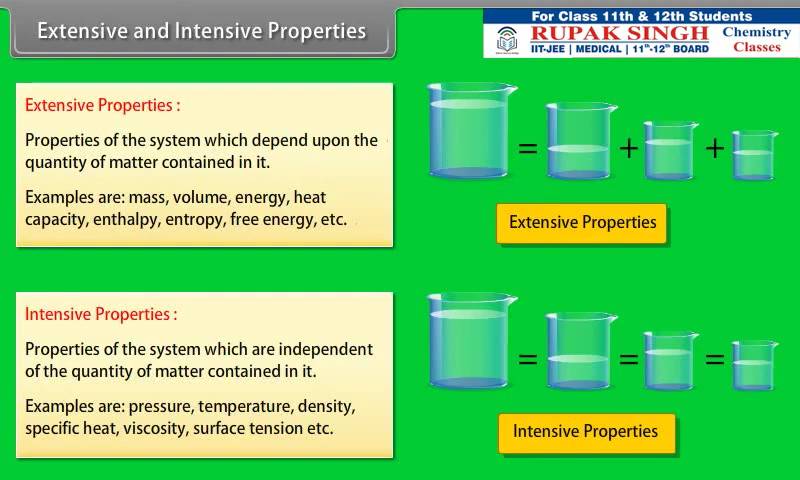 Extensive and Intensive Properties
For Class 11th & 12th Students
RUPAK SINGH
IIT-JEE | MEDICAL | 11th-12th BOARD
Chemistry
Classes
Extensive Properties :
Properties of the system which depend upon the
quantity of matter contained in it.
Examples are: mass, volume, energy, heat
capacity, enthalpy, entropy, free energy, etc.
= + +
Extensive Properties
Intensive Properties :
Properties of the system which are independent
of the quantity of matter contained in it.
Examples are: pressure, temperature, density,
specific heat, viscosity, surface tension etc.
= = =
Intensive Properties